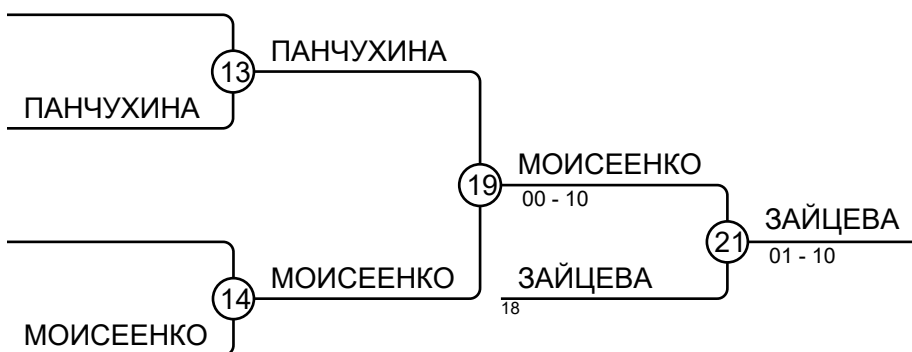 ПАНЧУХИНА
13
ПАНЧУХИНА
МОИСЕЕНКО
19
00 - 10
ЗАЙЦЕВА
21
01 - 10
МОИСЕЕНКО
ЗАЙЦЕВА
14
18
МОИСЕЕНКО